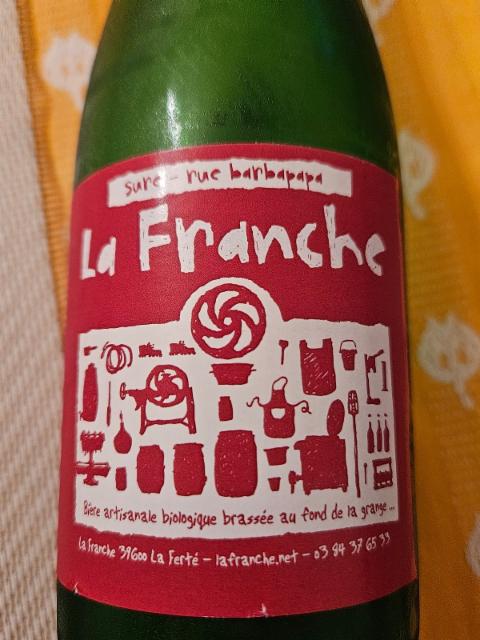 sure - rue barbapapa
La Franche
Bière artisanale biologique brassée au fond de la grange...
La Franche 39600 La Ferté - lafranche.net - 03 84 37 65 33